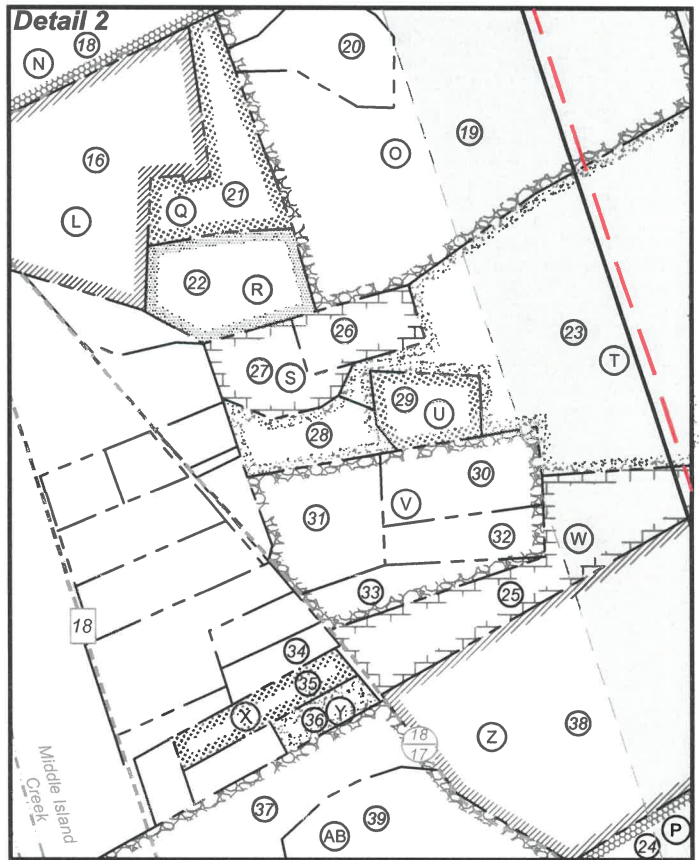 Detail 2
18
N
20
19
O
16
21
Q
L
22
R
26
23
T
27
S
29
U
28
30
31
V
32
W
33
25
18
34
35
X
36
Y
18
17
Z
38
Middle Island
Creek
37
39
AB
P
24